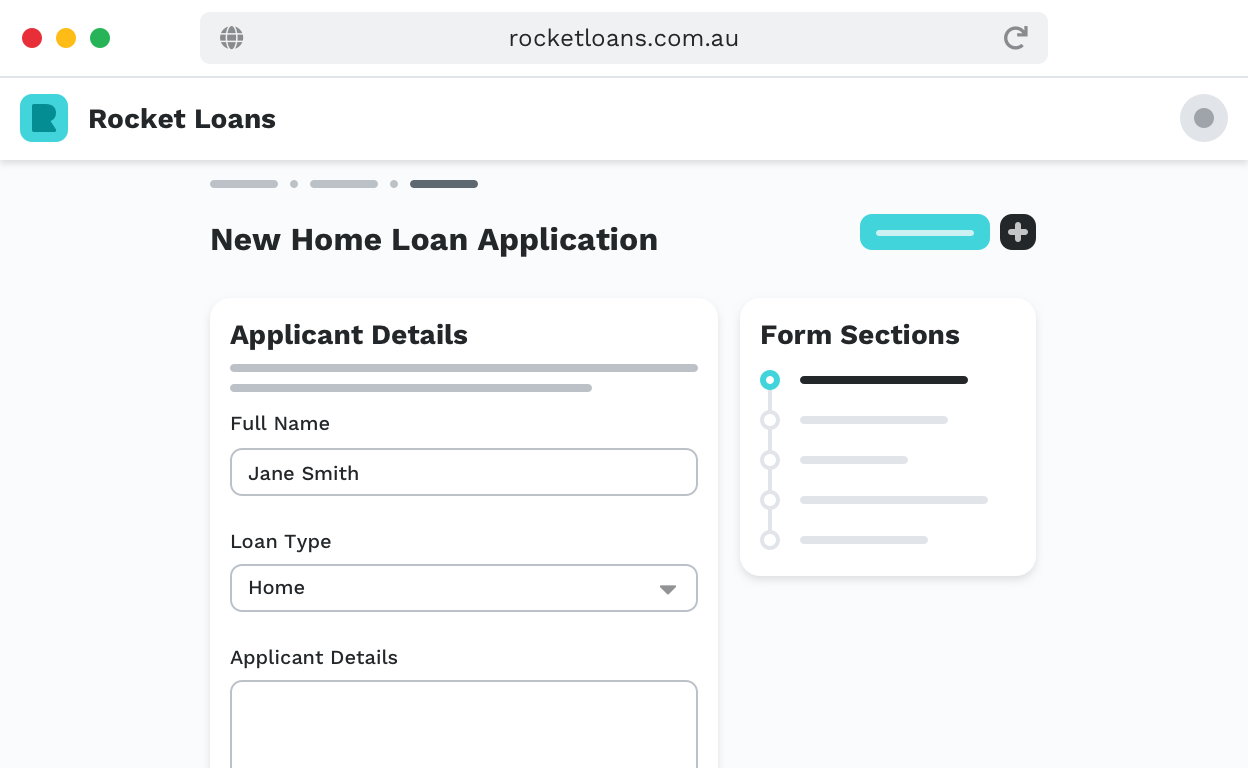 rocketloans.com.au
Rocket Loans
New Home Loan Application
Applicant Details
Full Name
Jane Smith
Loan Type
Home
Applicant Details
Form Sections